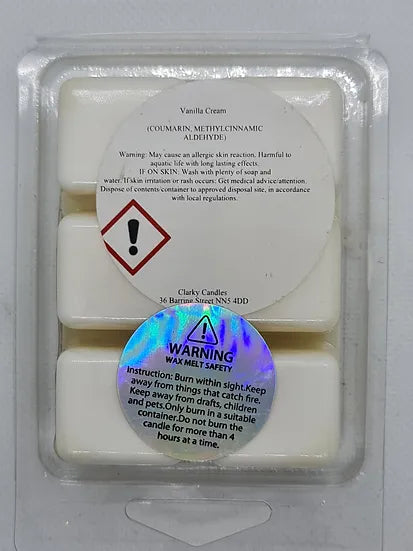 Vanilla Cream
(COUMARIN, METHYLCINNAMIC
ALDEHYDE)
Warning: May cause an allergic skin reaction. Harmful to
aquatic life with long lasting effects.
IF ON SKIN: Wash with plenty of soap and
water. If skin irritation or rash occurs: Get medical advice/attention.
Dispose of contents/container to approved disposal site, in accordance
with local regulations.
Clarky Candles
36 Barring Street NN5 4DD
WARNING
WAX MELT SAFETY
Instruction: Burn within sight.Keep
away from things that catch fire.
Keep away from drafts, children
and pets.Only burn in a suitable
container.Do not burn the
candle for more than 4
hours at a time.